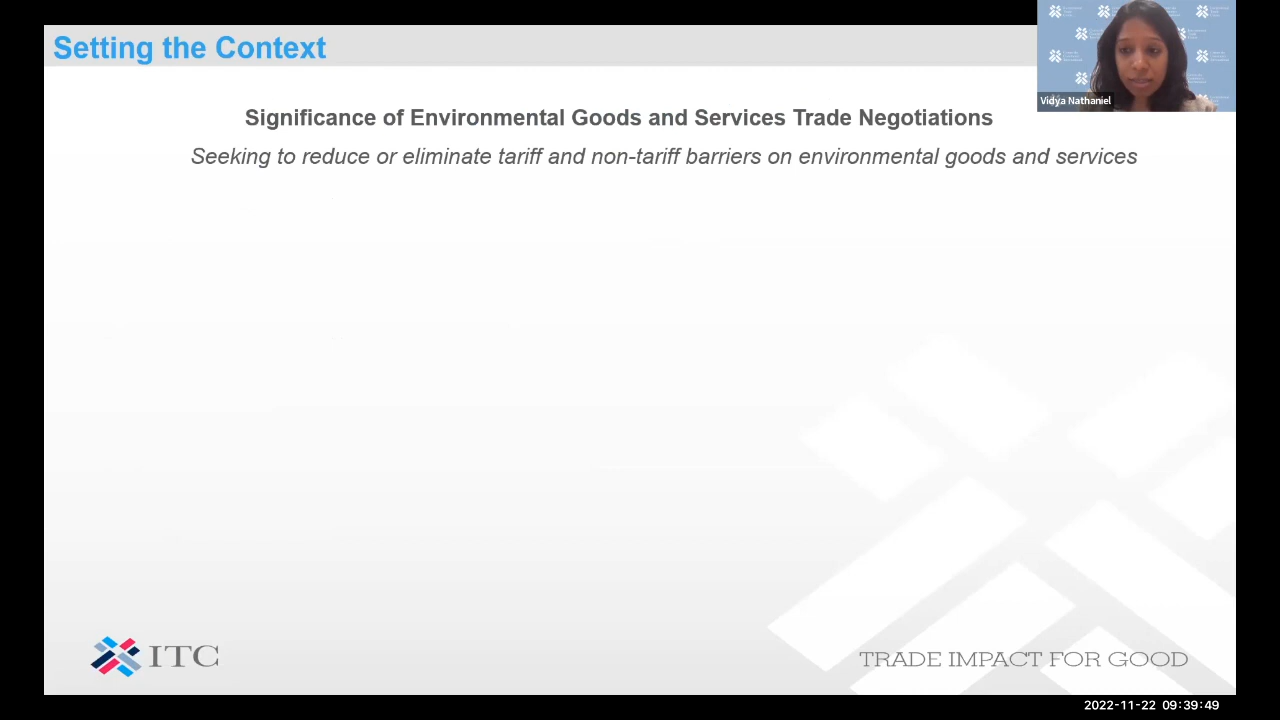 Setting the Context
Vidya Nathaniel
Significance of Environmental Goods and Services Trade Negotiations
Seeking to reduce or eliminate tariff and non-tariff barriers on environmental goods and services
ITC
TRADE IMPACT FOR GOOD
2022-11-22 09:39:49